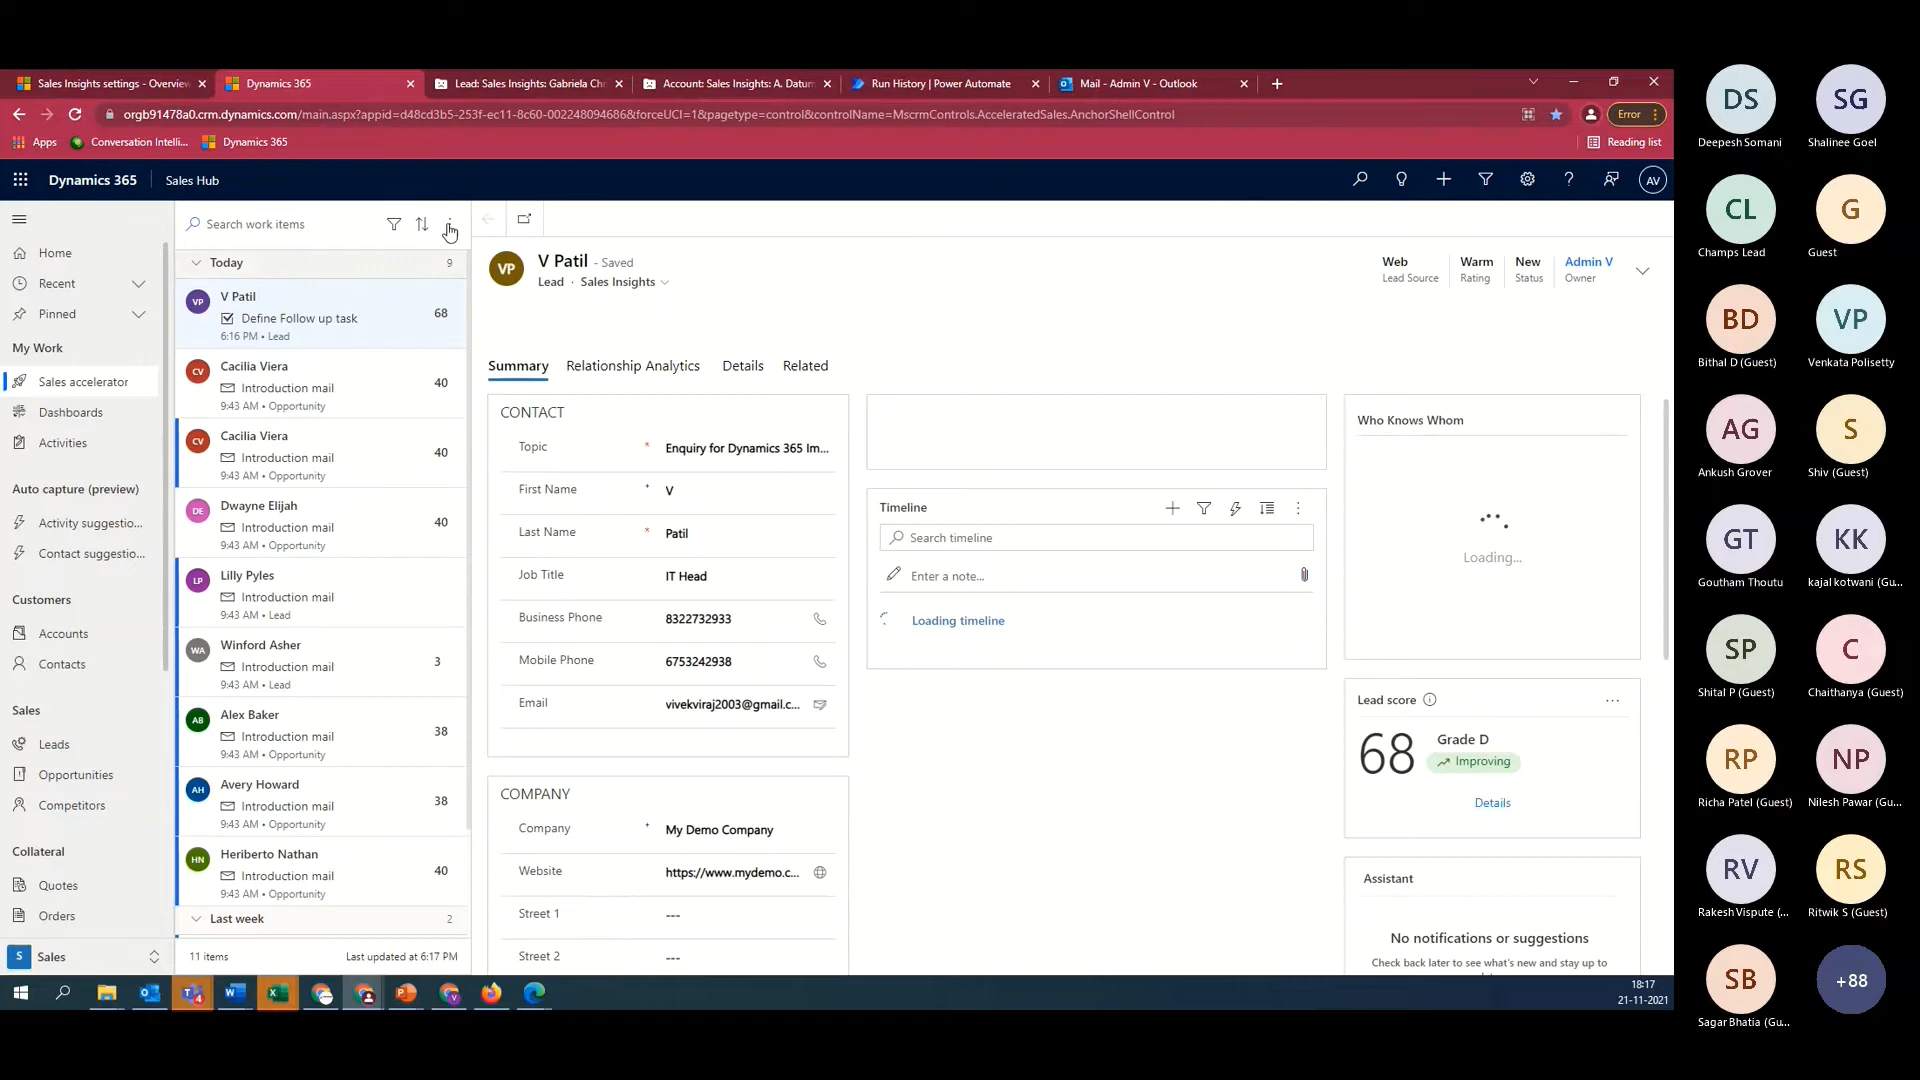 Sales Insights settings - Overview
Dynamics 365
Lead: Sales Insights: Gabriela Chr
Account: Sales Insights: A. Datum
Run History | Power Automate
Mail - Admin V - Outlook
orgb91478a0.crm.dynamics.com/main.aspx?appid=d48cd3b5-253f-ec11-8c60-002248094686&forceUCI=1&pagetype=control&controlName=MscrmControls.AcceleratedSales.AnchorShellControl
Error
Apps
Conversation Intelli...
Dynamics 365
Reading list
Dynamics 365
Sales Hub
AV
Home
Recent
Pinned
My Work
Sales accelerator
Dashboards
Activities
Auto capture (preview)
Activity suggestio...
Contact suggestio...
Customers
Accounts
Contacts
Sales
Leads
Opportunities
Competitors
Collateral
Quotes
Orders
S
Sales
Search work items
Today
9
VP
V Patil
Define Follow up task
68
6:16 PM • Lead
CV
Cacilia Viera
Introduction mail
40
9:43 AM • Opportunity
CV
Cacilia Viera
Introduction mail
40
9:43 AM • Opportunity
DE
Dwayne Elijah
Introduction mail
40
9:43 AM • Opportunity
LP
Lilly Pyles
Introduction mail
9:43 AM • Lead
WA
Winford Asher
Introduction mail
3
9:43 AM • Lead
AB
Alex Baker
Introduction mail
38
9:43 AM • Opportunity
AH
Avery Howard
Introduction mail
38
9:43 AM • Opportunity
HN
Heriberto Nathan
Introduction mail
40
9:43 AM • Opportunity
Last week
2
11 items
Last updated at 6:17 PM
VP
V Patil - Saved
Lead · Sales Insights
Web
Lead Source
Warm
Rating
New
Status
Admin V
Owner
Summary
Relationship Analytics
Details
Related
CONTACT
Topic * Enquiry for Dynamics 365 Im...
First Name + V
Last Name * Patil
Job Title IT Head
Business Phone 8322732933
Mobile Phone 6753242938
Email vivekviraj2003@gmail.c...
COMPANY
Company + My Demo Company
Website https://www.mydemo.c...
Street 1 ---
Street 2 ---
Timeline
Search timeline
Enter a note...
Loading timeline
Who Knows Whom
Loading...
Lead score
68
Grade D
Improving
Details
Assistant
No notifications or suggestions
Check back later to see what's new and stay up to
4
18:17
21-11-2021
DS
Deepesh Somani
SG
Shalinee Goel
CL
Champs Lead
G
Guest
BD
Bithal D (Guest)
VP
Venkata Polisetty
AG
Ankush Grover
S
Shiv (Guest)
GT
Goutham Thoutu
KK
kajal kotwani (Gu...
SP
Shital P (Guest)
C
Chaithanya (Guest)
RP
Richa Patel (Guest)
NP
Nilesh Pawar (Gu...
RV
Rakesh Vispute (...
RS
Ritwik S (Guest)
SB
Sagar Bhatia (Gu...
+88